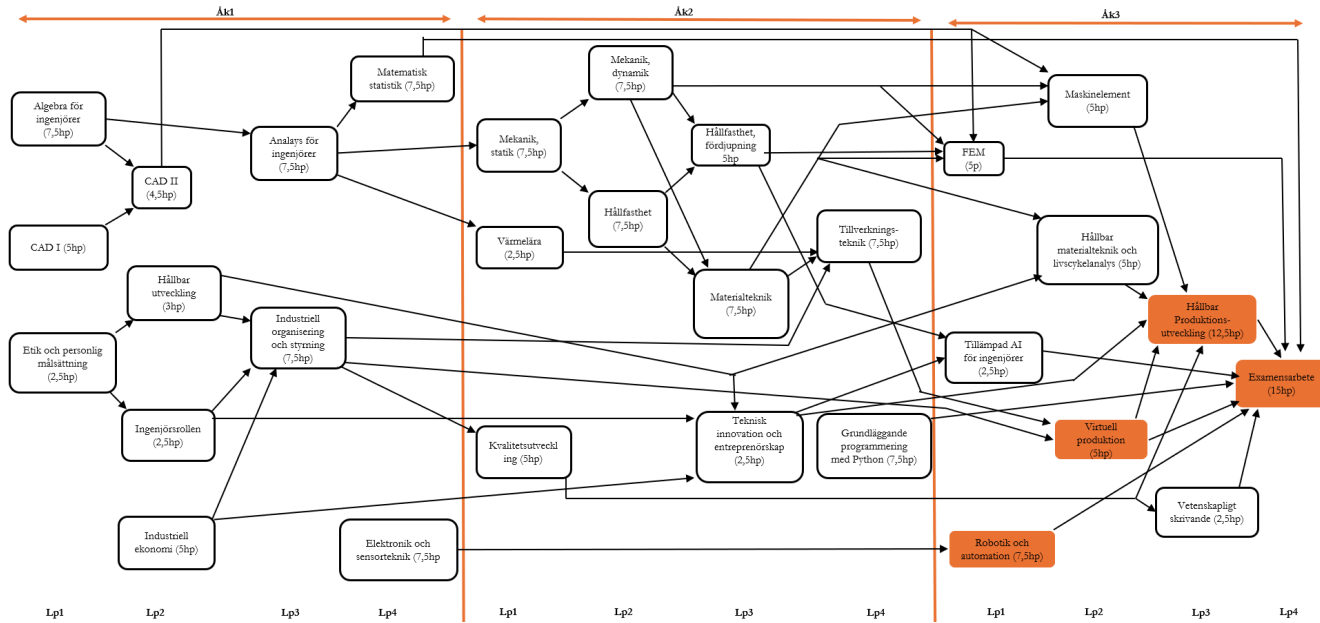 Åk1
Åk2
Åk3
Algebra för
ingenjörer
(7,5hp)
CAD II
(4,5hp)
CAD I (5hp)
Hållbar
utveckling
(3hp)
Etik och personlig
målsättning
(2,5hp)
Ingenjörsrollen
(2,5hp)
Industriell
ekonomi (5hp)
Matematisk
statistik (7,5hp)
Analays för
ingenjörer
(7,5hp)
Industriell
organisering
och styrning
(7,5hp)
Elektronik och
sensorteknik (7,5hp
Mekanik,
statik (7,5hp)
Värmelära
(2,5hp)
Kvalitetsutveckl
ing (5hp)
Mekanik,
dynamik
(7,5hp)
Hållfasthet
(7,5hp)
Hållfasthet,
fördjupning
5hp
Materialteknik
(7,5hp)
Teknisk
innovation och
entreprenörskap
(2,5hp)
Tillverknings-
teknik (7,5hp)
Grundläggande
programmering
med Python (7,5hp)
FEM
(5p)
Tillämpad AI
för ingenjörer
(2,5hp)
Robotik och
automation (7,5hp)
Maskinelement
(5hp)
Hållbar
materialteknik och
livscykelanalys (5hp)
Virtuell
produktion
(5hp)
Hållbar
Produktions-
utveckling (12,5hp)
Vetenskapligt
skrivande (2,5hp)
Examensarbete
(15hp)
Lp1
Lp2
Lp3
Lp4
Lp1
Lp2
Lp3
Lp4
Lp1
Lp2
Lp3
Lp4